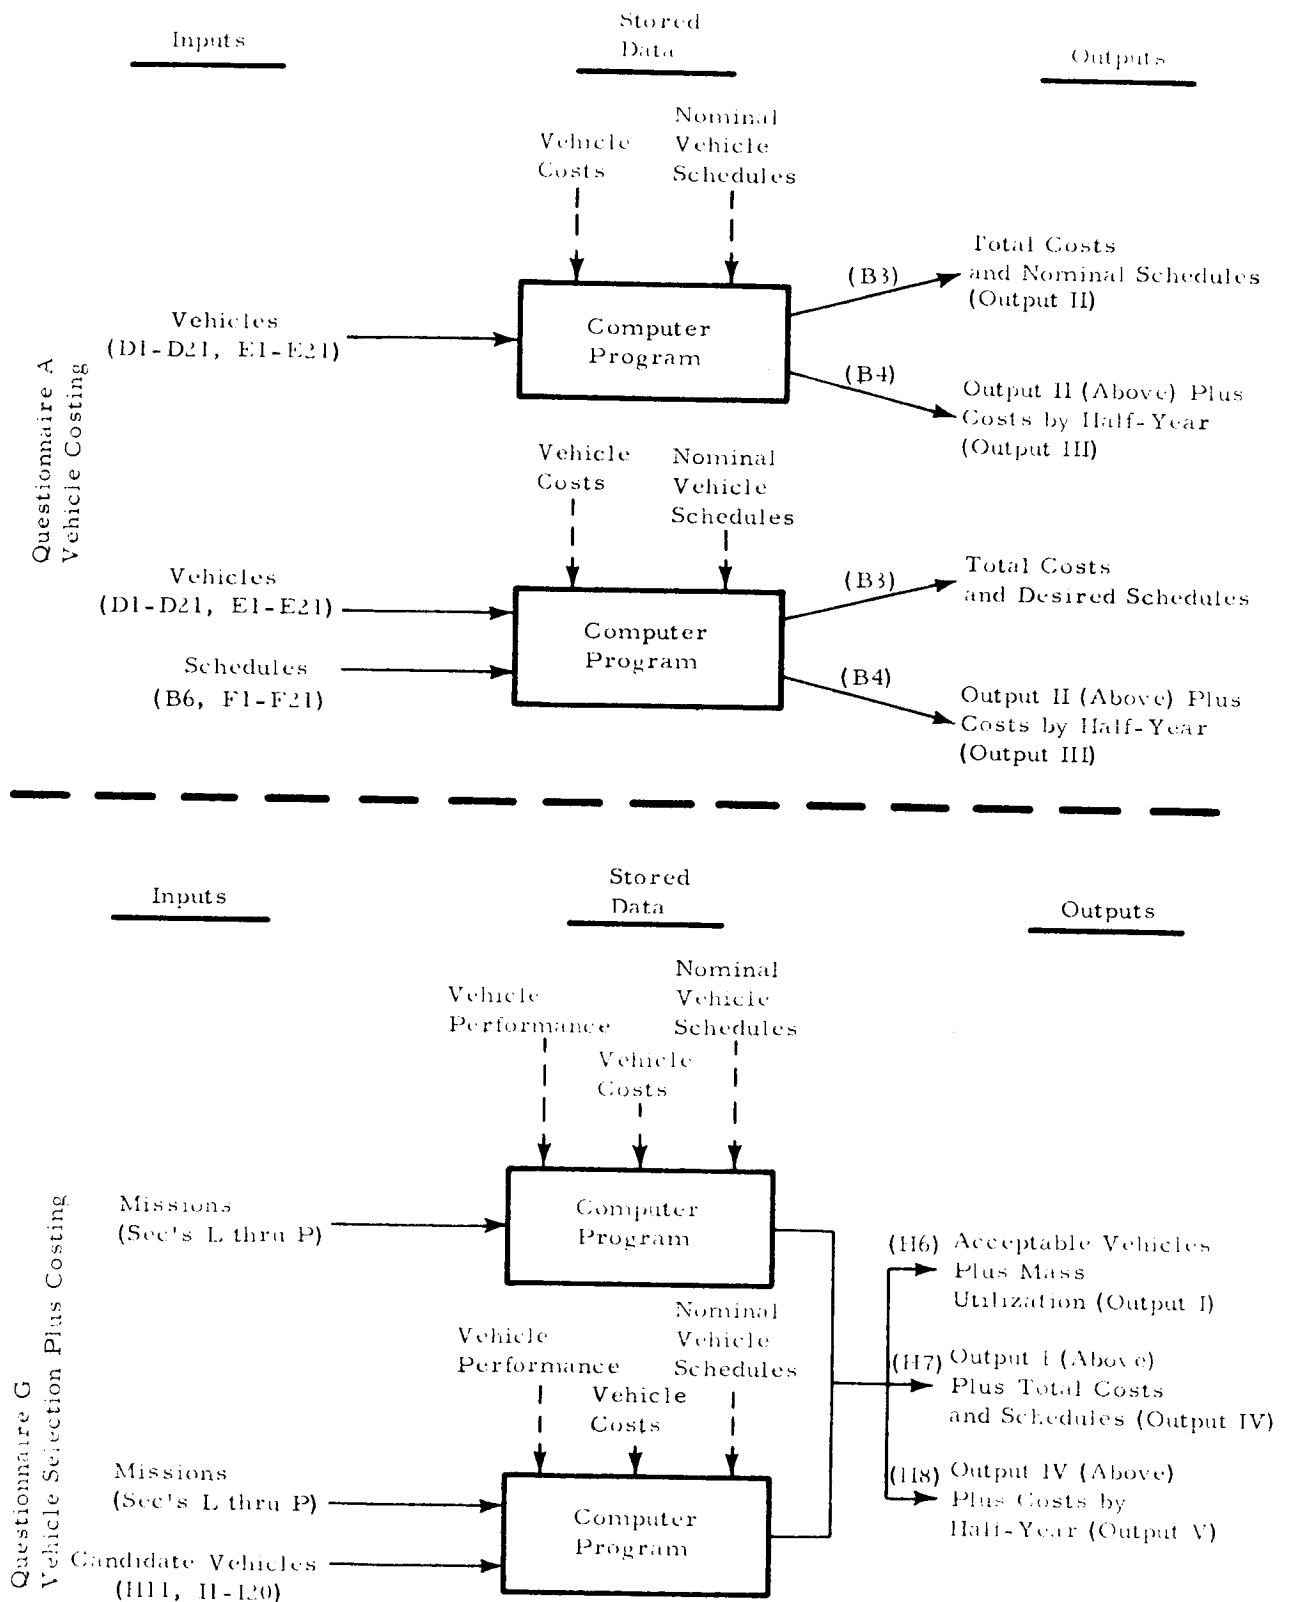 Inputs
Stored
Data
Outputs
Vehicle
Costs
Nominal
Vehicle
Schedules
Questionnaire A
Vehicle Costing
Vehicles
(D1-D21, E1-E21)
Computer
Program
(B3)
Total Costs
and Nominal Schedules
(Output II)
(B4)
Output II (Above) Plus
Costs by Half-Year
(Output III)
Vehicle
Costs
Nominal
Vehicle
Schedules
Vehicles
(D1-D21, E1-E21)
Schedules
(B6, F1-F21)
Computer
Program
(B3)
Total Costs
and Desired Schedules
(B4)
Output II (Above) Plus
Costs by Half-Year
(Output III)
Inputs
Stored
Data
Outputs
Vehicle
Performance
Vehicle
Costs
Nominal
Vehicle
Schedules
Questionnaire G
Vehicle Selection Plus Costing
Missions
(Sec's L thru P)
Computer
Program
(H6) Acceptable Vehicles
Plus Mass
Utilization (Output I)
(H7) Output I (Above)
Plus Total Costs
and Schedules (Output IV)
(H8) Output IV (Above)
Plus Costs by
Half-Year (Output V)
Vehicle
Performance
Vehicle
Costs
Nominal
Vehicle
Schedules
Missions
(Sec's L thru P)
Candidate Vehicles
(H11, I1-I20)
Computer
Program